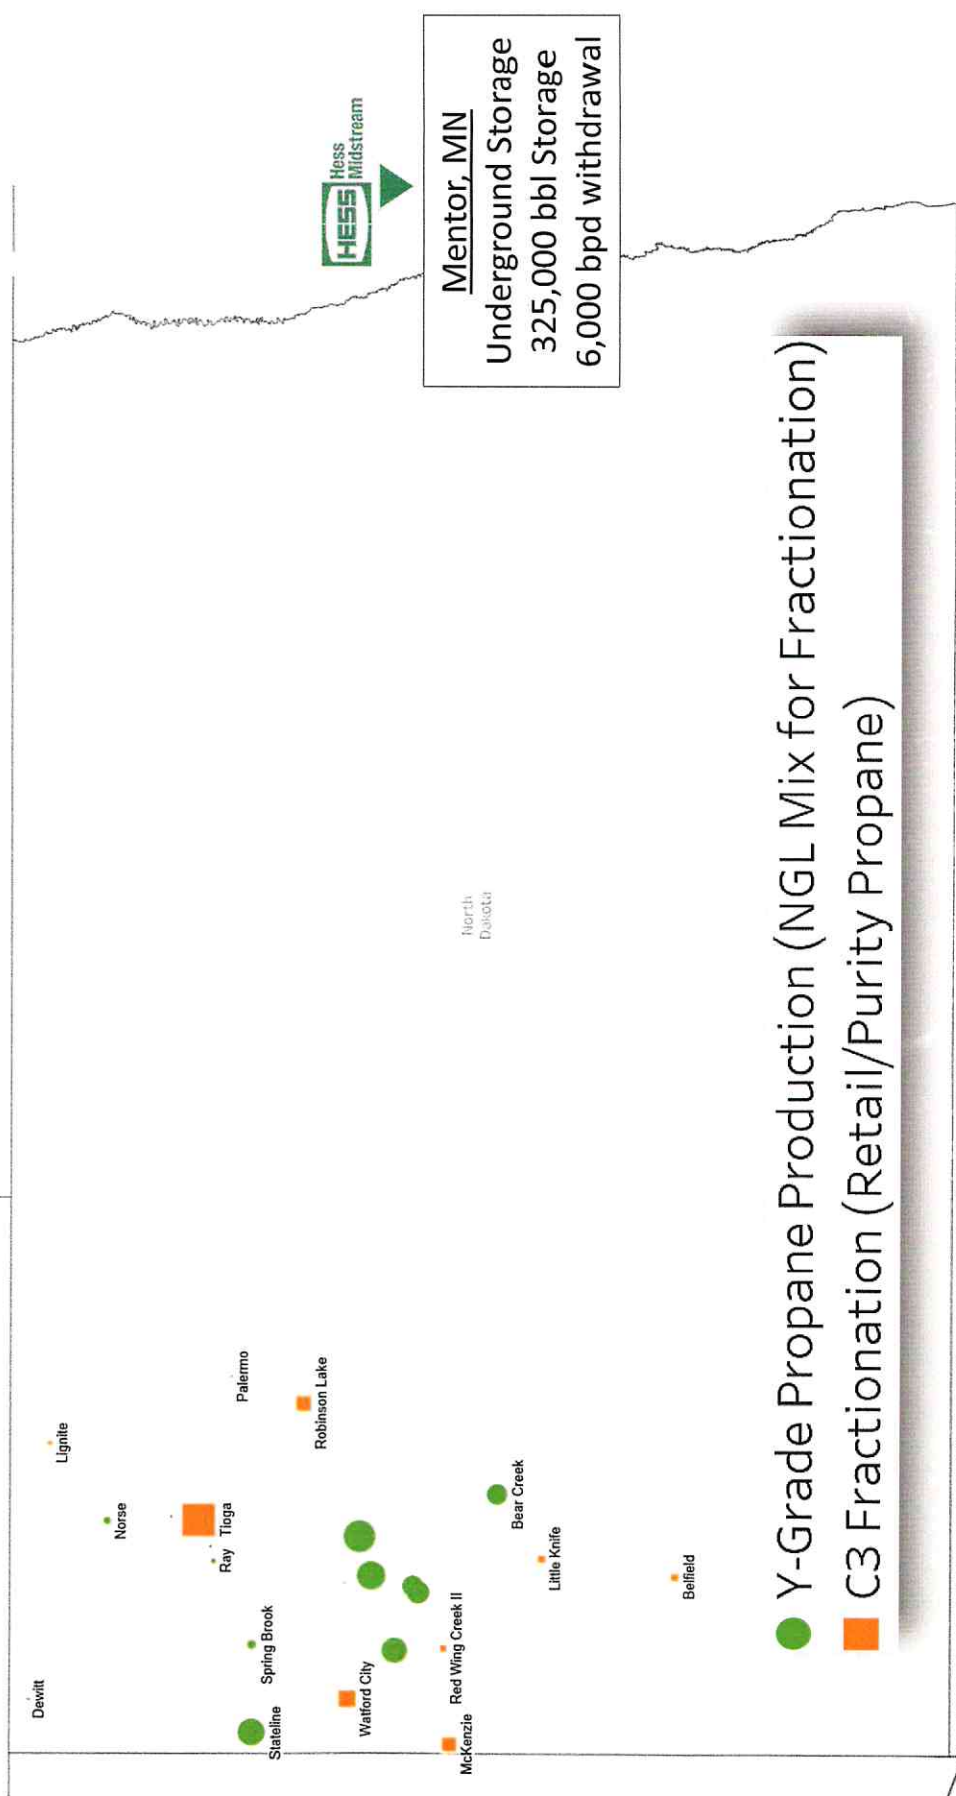 HESS
Hess
Midstream
Mentor, MN
Underground Storage
325,000 bbl Storage
6,000 bpd withdrawal
North
Dakota
Dewitt
Lignite
Norse
Tioga
Ray
Palermo
Spring Brook
Stateline
Robinson Lake
Watford City
Red Wing Creek II
McKenzie
Bear Creek
Little Knife
Belfield
Y-Grade Propane Production (NGL Mix for Fractionation)
C3 Fractionation (Retail/Purity Propane)